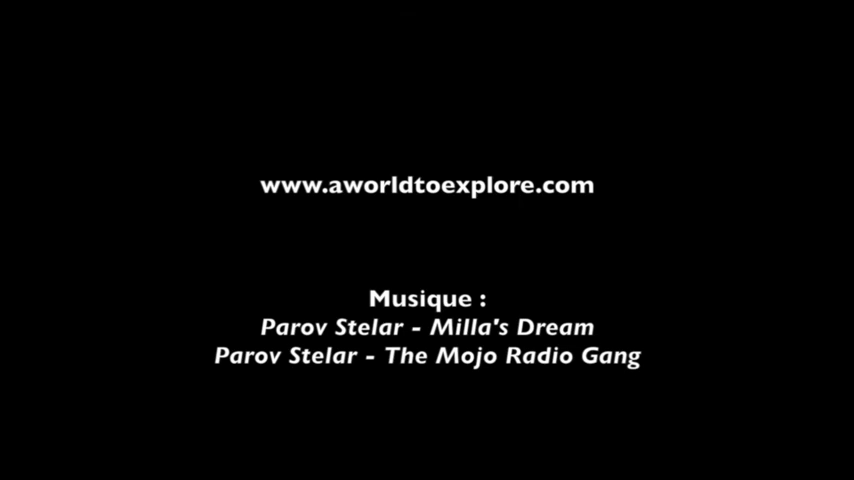 www.aworldtoexplore.com
Musique :
Parov Stelar - Milla's Dream
Parov Stelar - The Mojo Radio Gang